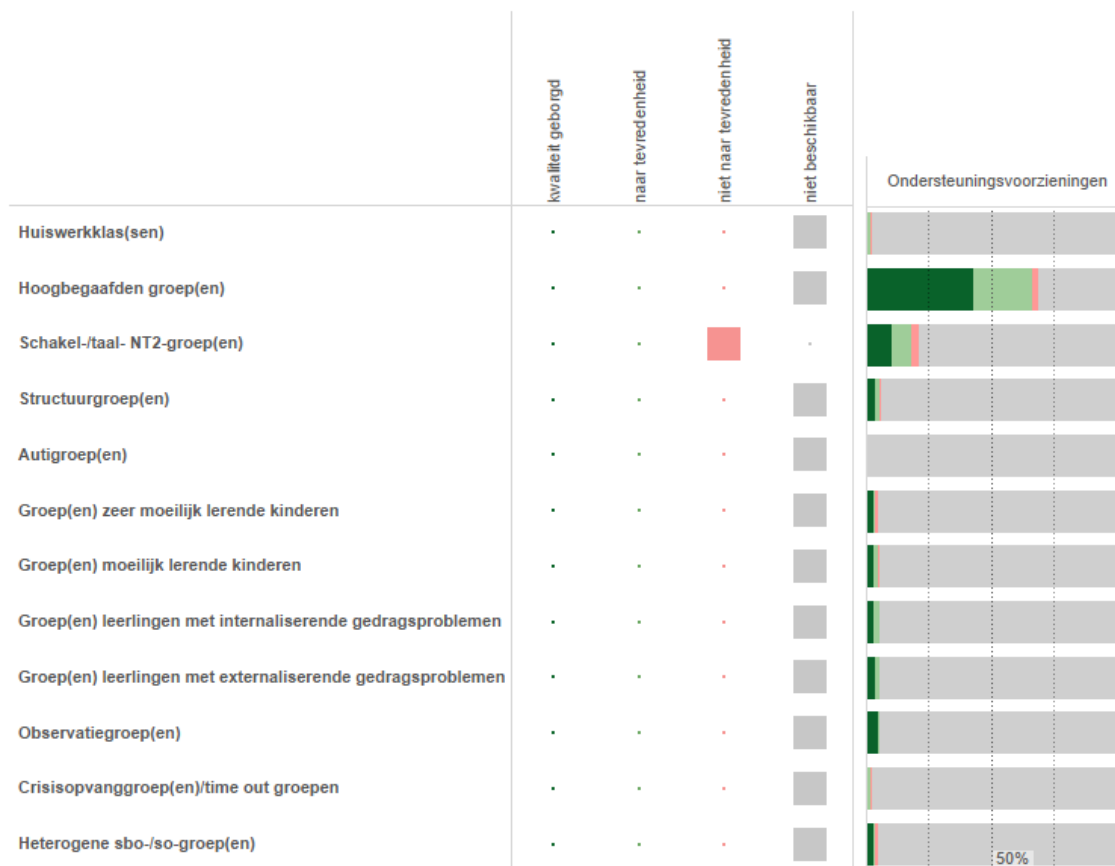 kwaliteit geborgd
naar tevredenheid
niet naar tevredenheid
niet beschikbaar
Ondersteuningsvoorzieningen
Huiswerkklas(sen)
Hoogbegaafden groep(en)
Schakel-/taal- NT2-groep(en)
Structuurgroep(en)
Autigroep(en)
Groep(en) zeer moeilijk lerende kinderen
Groep(en) moeilijk lerende kinderen
Groep(en) leerlingen met internaliserende gedragsproblemen
Groep(en) leerlingen met externaliserende gedragsproblemen
Observatiegroep(en)
Crisisopvanggroep(en)/time out groepen
Heterogene sbo-/so-groep(en)
50%